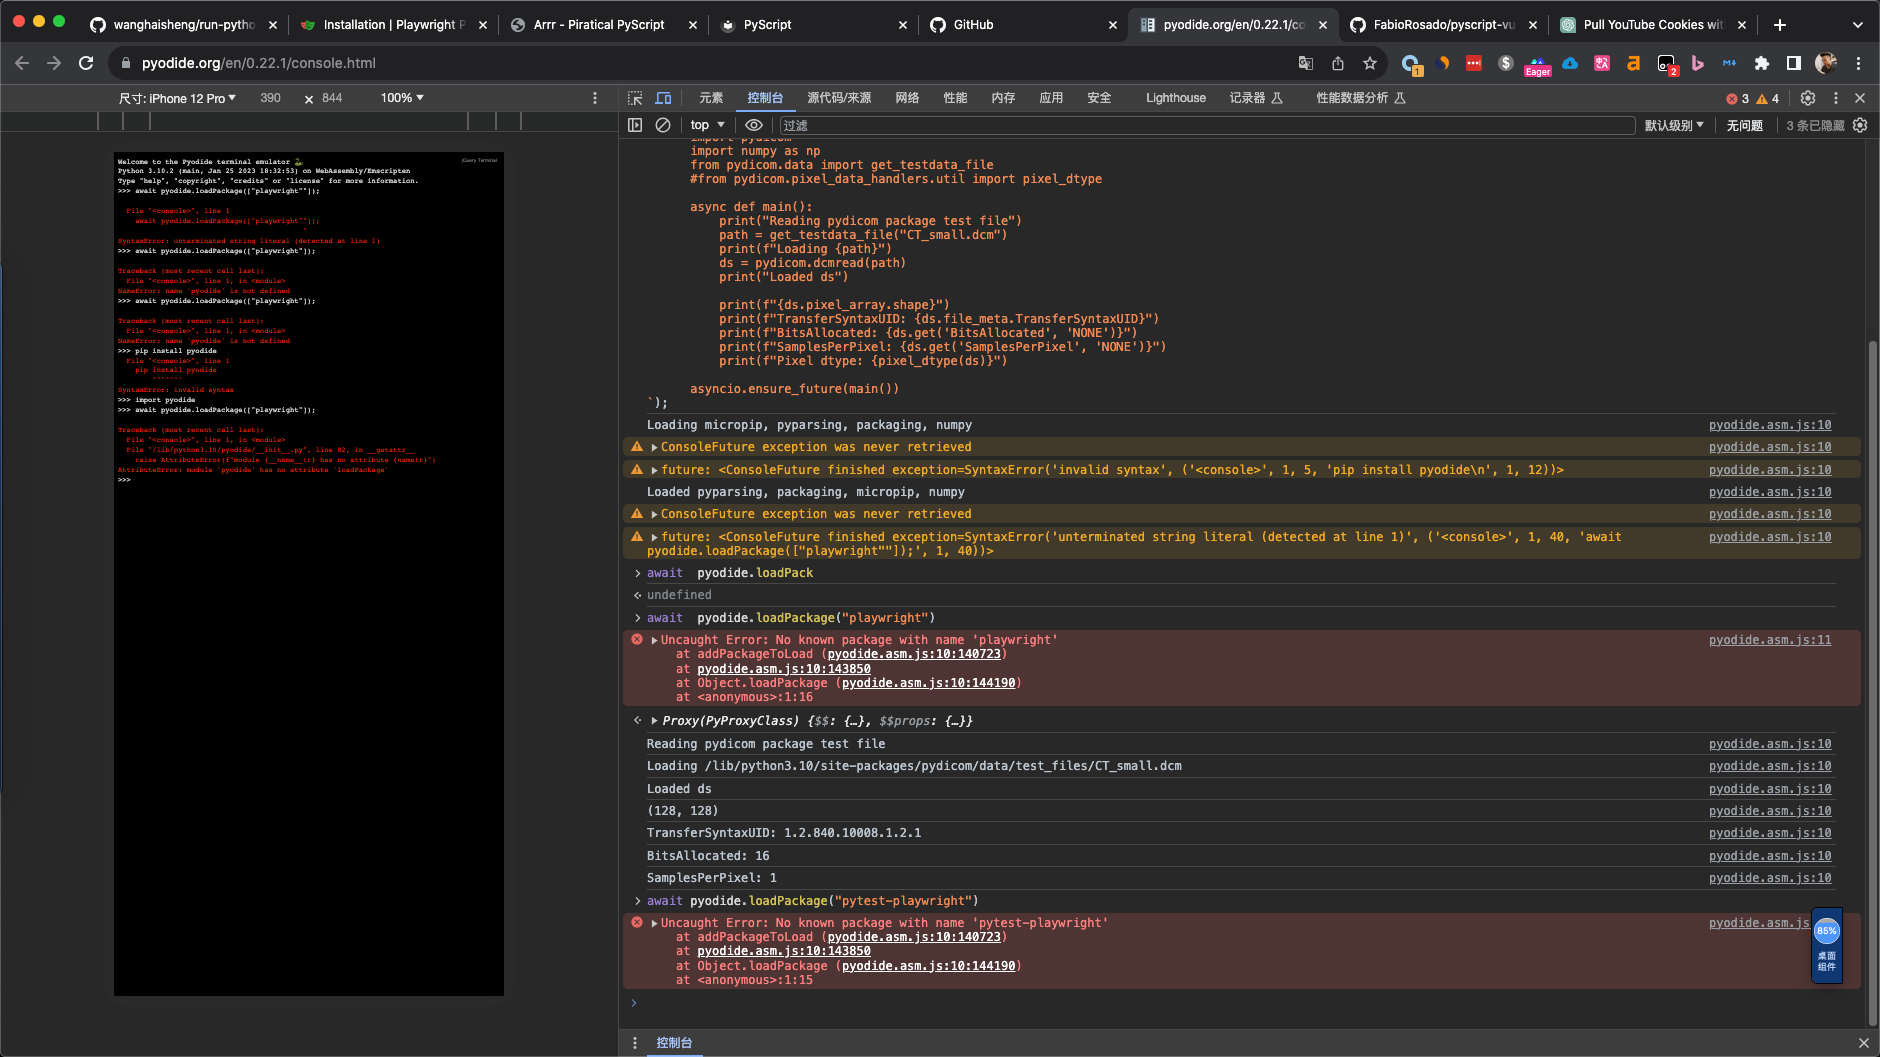 wanghaisheng/run-pytho
Installation | Playwright P
Arrr - Piratical PyScript
PyScript
GitHub
pyodide.org/en/0.22.1/co
FabioRosado/pyscript-vu
Pull YouTube Cookies wit
pyodide.org/en/0.22.1/console.html
1
Eager
2
尺寸: iPhone 12 Pro
390
× 844
100%
元素
控制台
源代码/来源
网络
性能
内存
应用
安全
Lighthouse
记录器
性能数据分析
3
4
top
过滤
默认级别
无问题
3 条已隐藏
jQuery Terminal
Welcome to the Pyodide terminal emulator 🐍
Python 3.10.2 (main, Jan 25 2023 18:32:53) on WebAssembly/Emscripten
Type "help", "copyright", "credits" or "license" for more information.
>>> await pyodide.loadPackage(["playwright""]);
File "<console>", line 1
await pyodide.loadPackage(["playwright""]);
^
SyntaxError: unterminated string literal (detected at line 1)
>>> await pyodide.loadPackage(["playwright"]);
Traceback (most recent call last):
File "<console>", line 1, in <module>
NameError: name 'pyodide' is not defined
>>> await pyodide.loadPackage(["playwright"]);
Traceback (most recent call last):
File "<console>", line 1, in <module>
NameError: name 'pyodide' is not defined
>>> pip install pyodide
File "<console>", line 1
pip install pyodide
^^^^^^^
SyntaxError: invalid syntax
>>> import pyodide
>>> await pyodide.loadPackage(["playwright"]);
Traceback (most recent call last):
File "<console>", line 1, in <module>
File "/lib/python3.10/pyodide/__init__.py", line 82, in __getattr__
raise AttributeError(f"module {__name__!r} has no attribute {name!r}")
AttributeError: module 'pyodide' has no attribute 'loadPackage'
>>>
import pydicom
import numpy as np
from pydicom.data import get_testdata_file
#from pydicom.pixel_data_handlers.util import pixel_dtype
async def main():
print("Reading pydicom package test file")
path = get_testdata_file("CT_small.dcm")
print(f"Loading {path}")
ds = pydicom.dcmread(path)
print("Loaded ds")
print(f"{ds.pixel_array.shape}")
print(f"TransferSyntaxUID: {ds.file_meta.TransferSyntaxUID}")
print(f"BitsAllocated: {ds.get('BitsAllocated', 'NONE')}")
print(f"SamplesPerPixel: {ds.get('SamplesPerPixel', 'NONE')}")
print(f"Pixel dtype: {pixel_dtype(ds)}")
asyncio.ensure_future(main())
`);
Loading micropip, pyparsing, packaging, numpy pyodide.asm.js:10
ConsoleFuture exception was never retrieved pyodide.asm.js:10
future: <ConsoleFuture finished exception=SyntaxError('invalid syntax', ('<console>', 1, 5, 'pip install pyodide\n', 1, 12))> pyodide.asm.js:10
Loaded pyparsing, packaging, micropip, numpy pyodide.asm.js:10
ConsoleFuture exception was never retrieved pyodide.asm.js:10
future: <ConsoleFuture finished exception=SyntaxError('unterminated string literal (detected at line 1)', ('<console>', 1, 40, 'await pyodide.asm.js:10
pyodide.loadPackage(["playwright""]);', 1, 40))>
> await pyodide.loadPack
undefined
> await pyodide.loadPackage("playwright")
Uncaught Error: No known package with name 'playwright' pyodide.asm.js:11
at addPackageToLoad (pyodide.asm.js:10:140723)
at pyodide.asm.js:10:143850
at Object.loadPackage (pyodide.asm.js:10:144190)
at <anonymous>:1:16
Proxy(PyProxyClass) {$$: {…}, $$props: {…}}
Reading pydicom package test file pyodide.asm.js:10
Loading /lib/python3.10/site-packages/pydicom/data/test_files/CT_small.dcm pyodide.asm.js:10
Loaded ds pyodide.asm.js:10
(128, 128) pyodide.asm.js:10
TransferSyntaxUID: 1.2.840.10008.1.2.1 pyodide.asm.js:10
BitsAllocated: 16 pyodide.asm.js:10
SamplesPerPixel: 1 pyodide.asm.js:10
> await pyodide.loadPackage("pytest-playwright")
Uncaught Error: No known package with name 'pytest-playwright' pyodide.asm.js
at addPackageToLoad (pyodide.asm.js:10:140723)
at pyodide.asm.js:10:143850
at Object.loadPackage (pyodide.asm.js:10:144190)
at <anonymous>:1:15
>
85%
桌面
组件
控制台